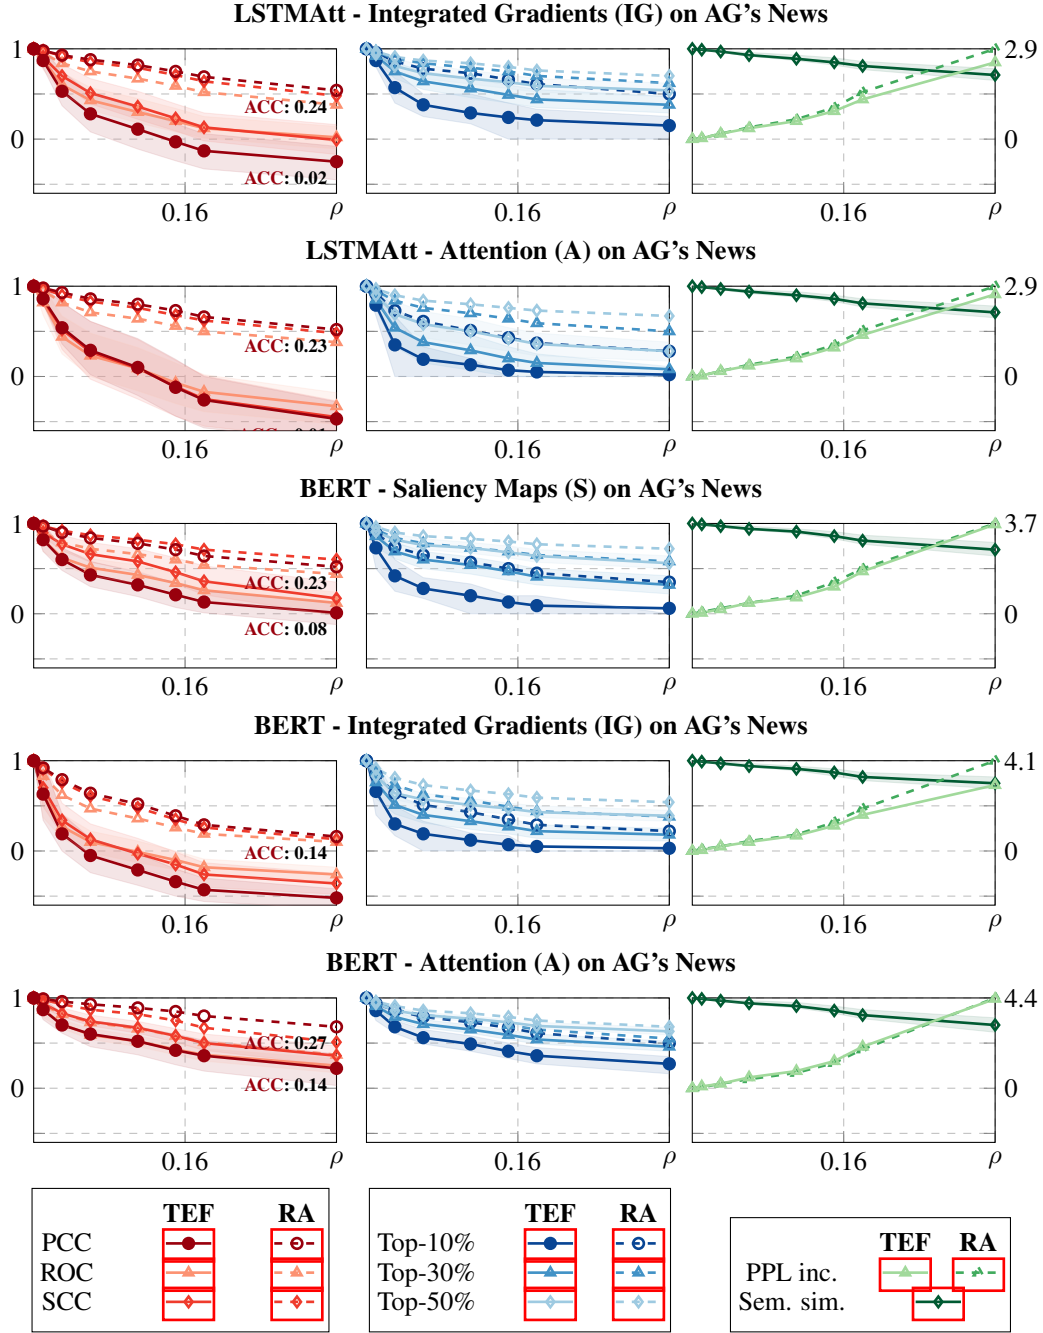 LSTMAtt - Integrated Gradients (IG) on AG's News
1
0
ACC: 0.24
ACC: 0.02
0.16
ρ
0.16
ρ
2.9
0
0.16
ρ
LSTMAtt - Attention (A) on AG's News
1
0
ACC: 0.23
0.16
ρ
0.16
ρ
2.9
0
0.16
ρ
BERT - Saliency Maps (S) on AG's News
1
0
ACC: 0.23
ACC: 0.08
0.16
ρ
0.16
ρ
3.7
0
0.16
ρ
BERT - Integrated Gradients (IG) on AG's News
1
0
ACC: 0.14
0.16
ρ
0.16
ρ
4.1
0
0.16
ρ
BERT - Attention (A) on AG's News
1
0
ACC: 0.27
ACC: 0.14
0.16
ρ
0.16
ρ
4.4
0
0.16
ρ
TEF RA
PCC
ROC
SCC
TEF RA
Top-10%
Top-30%
Top-50%
TEF RA
PPL inc.
Sem. sim.